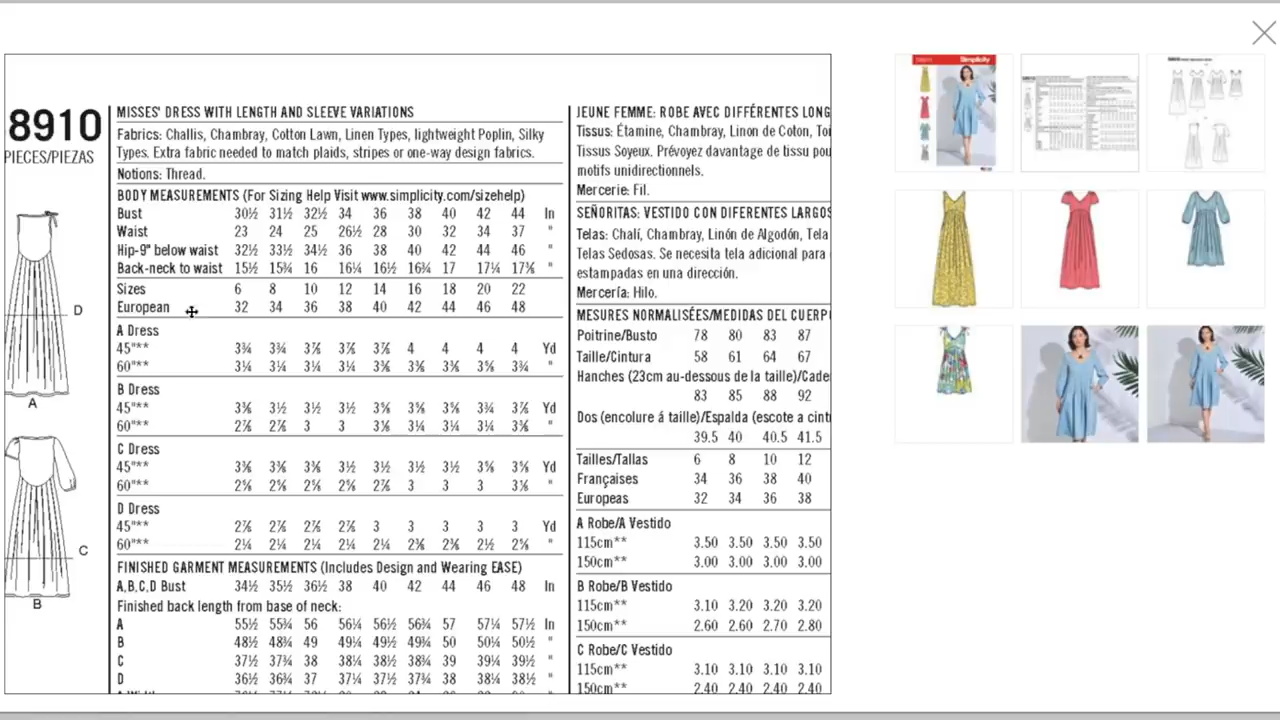 8910
PIECES/PIEZAS
D
A
C
B
MISSES' DRESS WITH LENGTH AND SLEEVE VARIATIONS
Fabrics: Challis, Chambray, Cotton Lawn, Linen Types, lightweight Poplin, Silky
Types. Extra fabric needed to match plaids, stripes or one-way design fabrics.
Notions: Thread.
BODY MEASUREMENTS (For Sizing Help Visit www.simplicity.com/sizehelp)
Bust 30½ 31½ 32½ 34 36 38 40 42 44 In
Waist 23 24 25 26½ 28 30 32 34 37 "
Hip-9" below waist 32½ 33½ 34½ 36 38 40 42 44 46 "
Back-neck to waist 15½ 15¾ 16 16¼ 16½ 16¾ 17 17¼ 17⅜ "
Sizes 6 8 10 12 14 16 18 20 22
European 32 34 36 38 40 42 44 46 48
A Dress
45"** 3¾ 3¾ 3⅞ 3⅞ 3⅞ 4 4 4 4 Yd
60"** 3¼ 3¼ 3¼ 3¼ 3⅜ 3⅜ 3⅜ 3⅝ 3¾ "
B Dress
45"** 3⅜ 3½ 3½ 3½ 3⅝ 3⅝ 3⅝ 3¾ 3⅞ Yd
60"** 2⅞ 2⅞ 3 3 3⅛ 3¼ 3¼ 3¼ 3⅜ "
C Dress
45"** 3⅜ 3⅜ 3⅜ 3½ 3½ 3½ 3½ 3⅝ 3⅝ Yd
60"** 2⅝ 2⅝ 2⅝ 2⅝ 2⅞ 3 3 3 3⅛ "
D Dress
45"** 2⅞ 2⅞ 2⅞ 2⅞ 3 3 3 3 3 Yd
60"** 2¼ 2¼ 2¼ 2¼ 2¼ 2⅜ 2⅜ 2½ 2⅝ "
FINISHED GARMENT MEASUREMENTS (Includes Design and Wearing EASE)
A,B,C,D Bust 34½ 35½ 36½ 38 40 42 44 46 48 In
Finished back length from base of neck:
A 55½ 55¾ 56 56¼ 56½ 56¾ 57 57¼ 57½ In
B 48½ 48¾ 49 49¼ 49½ 49¾ 50 50¼ 50½ "
C 37½ 37¾ 38 38¼ 38½ 38¾ 39 39¼ 39½ "
D 36½ 36¾ 37 37¼ 37½ 37¾ 38 38¼ 38½ "
JEUNE FEMME: ROBE AVEC DIFFÉRENTES LONG
Tissus: Étamine, Chambray, Linon de Coton, To
Tissus Soyeux. Prévoyez davantage de tissu pou
motifs unidirectionnels.
Mercerie: Fil.
SEÑORITAS: VESTIDO CON DIFERENTES LARGOS
Telas: Chalí, Chambray, Linón de Algodón, Tela
Telas Sedosas. Se necesita tela adicional para
estampadas en una dirección.
Mercería: Hilo.
MESURES NORMALISÉES/MEDIDAS DEL CUERP
Poitrine/Busto 78 80 83 87
Taille/Cintura 58 61 64 67
Hanches (23cm au-dessous de la taille)/Cade
83 85 88 92
Dos (encolure á taille)/Espalda (escote a cint
39.5 40 40.5 41.5
Tailles/Tallas 6 8 10 12
Françaises 34 36 38 40
Europeas 32 34 36 38
A Robe/A Vestido
115cm** 3.50 3.50 3.50 3.50
150cm** 3.00 3.00 3.00 3.00
B Robe/B Vestido
115cm** 3.10 3.20 3.20 3.20
150cm** 2.60 2.60 2.70 2.80
C Robe/C Vestido
115cm** 3.10 3.10 3.10 3.10
150cm** 2.40 2.40 2.40 2.40
Simplicity